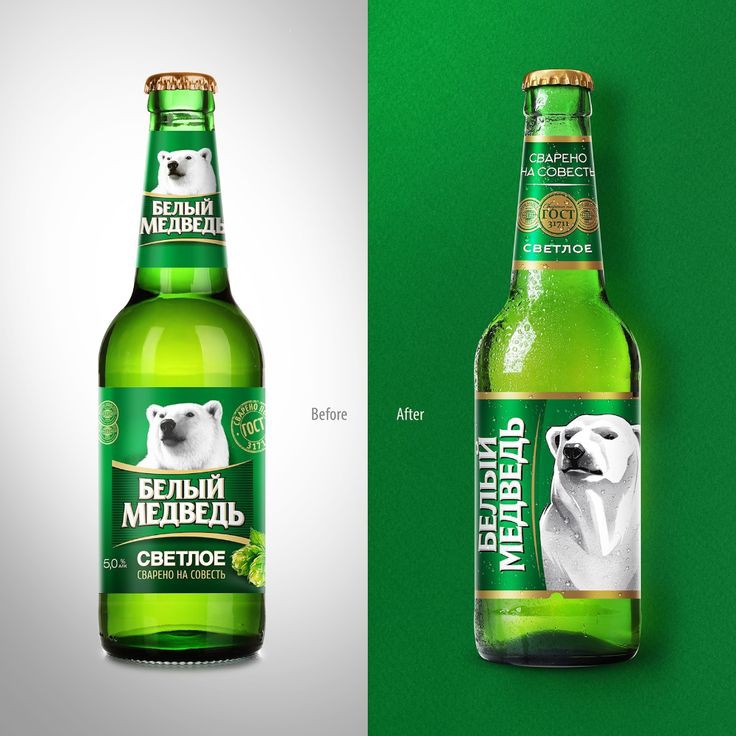 БЕЛЫЙ
МЕДВЕДЬ
СВАРЕНО ПО
ГОСТ
31711
БЕЛЫЙ
МЕДВЕДЬ
5,0 % алк
СВЕТЛОЕ
СВАРЕНО НА СОВЕСТЬ
Before
After
СВАРЕНО
НА СОВЕСТЬ
ГОСТ
31711
СВЕТЛОЕ
БЕЛЫЙ
МЕДВЕДЬ